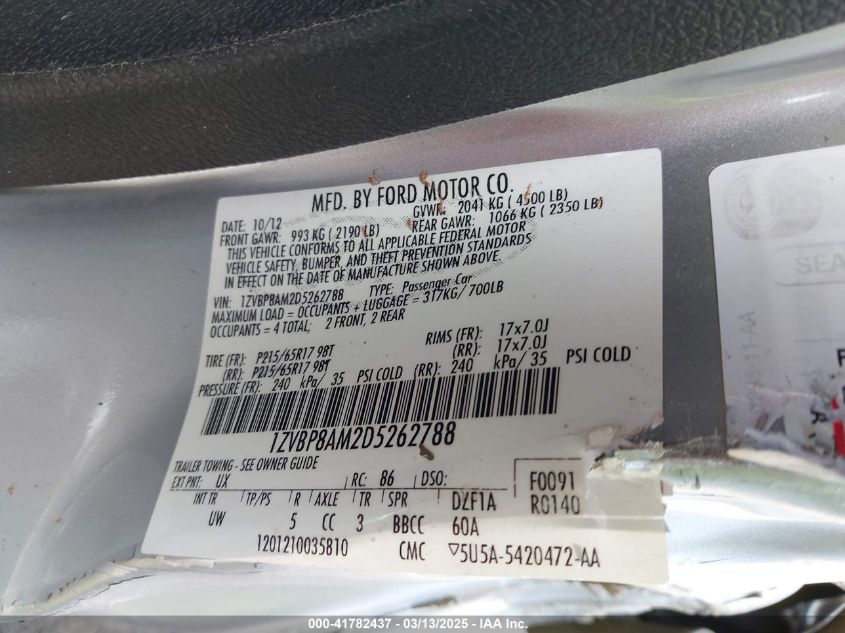 MFD. BY FORD MOTOR CO.
DATE: 10/12 GVWR: 2041 KG ( 4500 LB)
FRONT GAWR: 993 KG ( 2190 LB) REAR GAWR: 1066 KG ( 2350 LB)
THIS VEHICLE CONFORMS TO ALL APPLICABLE FEDERAL MOTOR
VEHICLE SAFETY, BUMPER, AND THEFT PREVENTION STANDARDS
IN EFFECT ON THE DATE OF MANUFACTURE SHOWN ABOVE.
VIN: 1ZVBP8AM2D5262788 TYPE: Passenger Car
MAXIMUM LOAD = OCCUPANTS + LUGGAGE = 317KG/ 700LB
OCCUPANTS = 4 TOTAL; 2 FRONT, 2 REAR
TIRE (FR): P215/65R17 98T RIMS (FR): 17x7.0J
(RR): P215/65R17 98T (RR): 17x7.0J
PRESSURE (FR): 240 kPa/ 35 PSI COLD (RR): 240 kPa/ 35 PSI COLD
1ZVBP8AM2D5262788
TRAILER TOWING - SEE OWNER GUIDE
EXT PNT: UX RC: 86 DSO: F0091
INT TR TP/PS R AXLE TR SPR DZF1A R0140
UW 5 CC 3 BBCC 60A
1201210035810 CMC ▽5U5A-5420472-AA
SEA
000--41782437 - 03/13/2025 - IAA Inc.